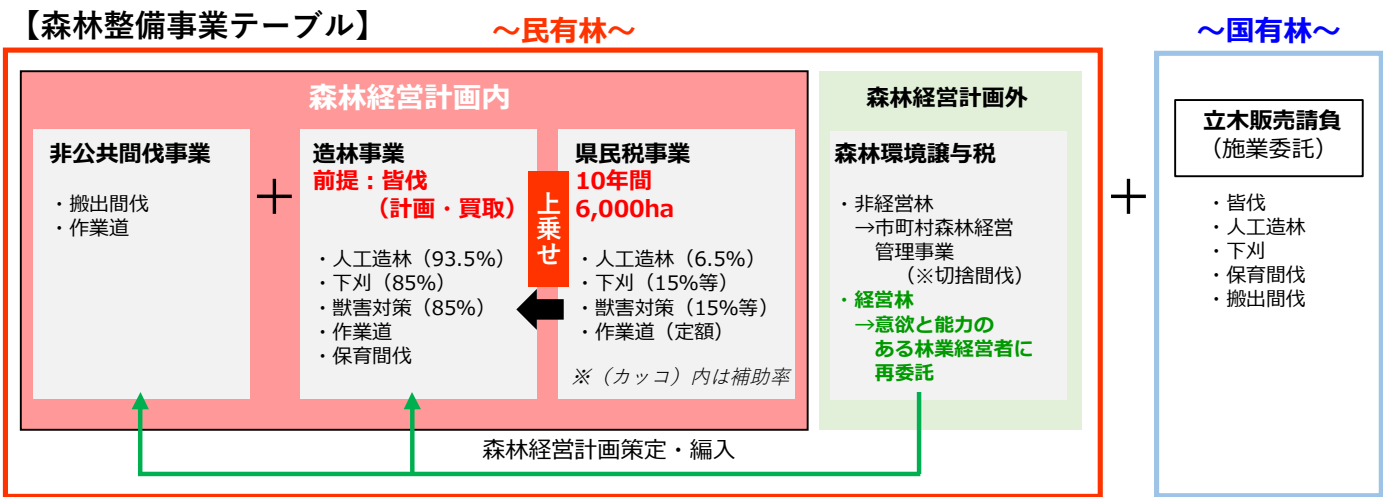 【森林整備事業テーブル】
～民有林～
～国有林～
森林経営計画内
非公共間伐事業
・搬出間伐
・作業道
＋
造林事業
前提：皆伐
（計画・買取）
・人工造林（93.5%）
・下刈（85%）
・獣害対策（85%）
・作業道
・保育間伐
上乗せ
県民税事業
10年間
6,000ha
・人工造林（6.5%）
・下刈（15%等）
・獣害対策（15%等）
・作業道（定額）
※（カッコ）内は補助率
森林経営計画外
森林環境譲与税
・非経営林
→市町村森林経営
管理事業
（※切捨間伐）
・経営林
→意欲と能力の
ある林業経営者に
再委託
森林経営計画策定・編入
＋
立木販売請負
（施業委託）
・皆伐
・人工造林
・下刈
・保育間伐
・搬出間伐